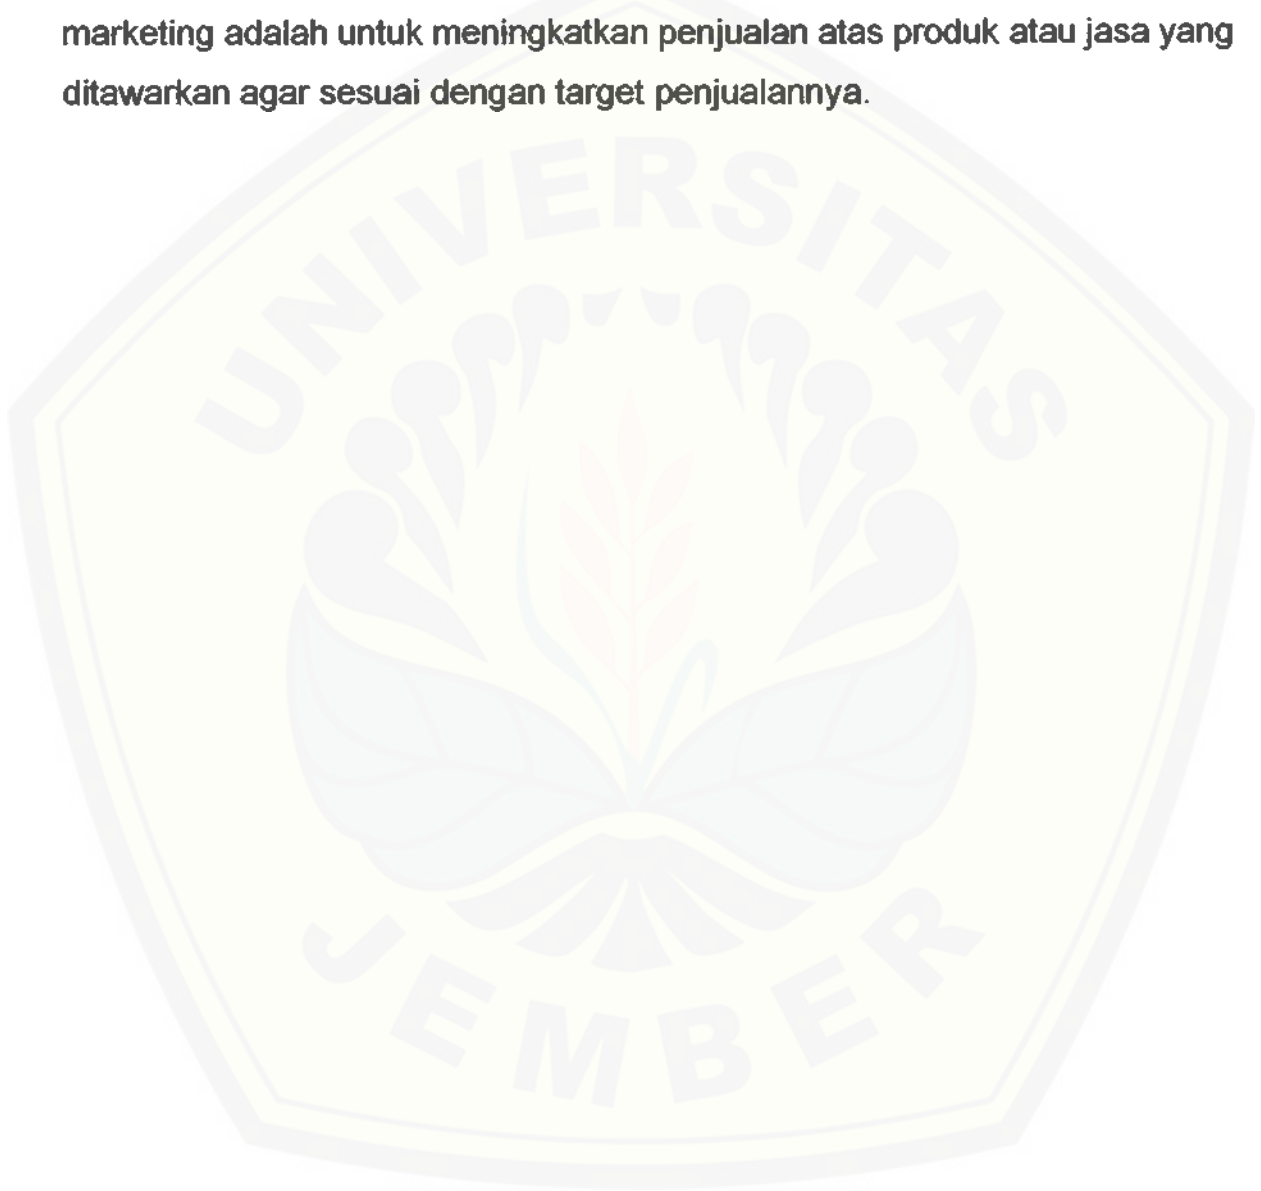 marketing adalah untuk meningkatkan penjualan atas produk atau jasa yang
ditawarkan agar sesuai dengan target penjualannya.
UNIVERSITAS
JEMBER